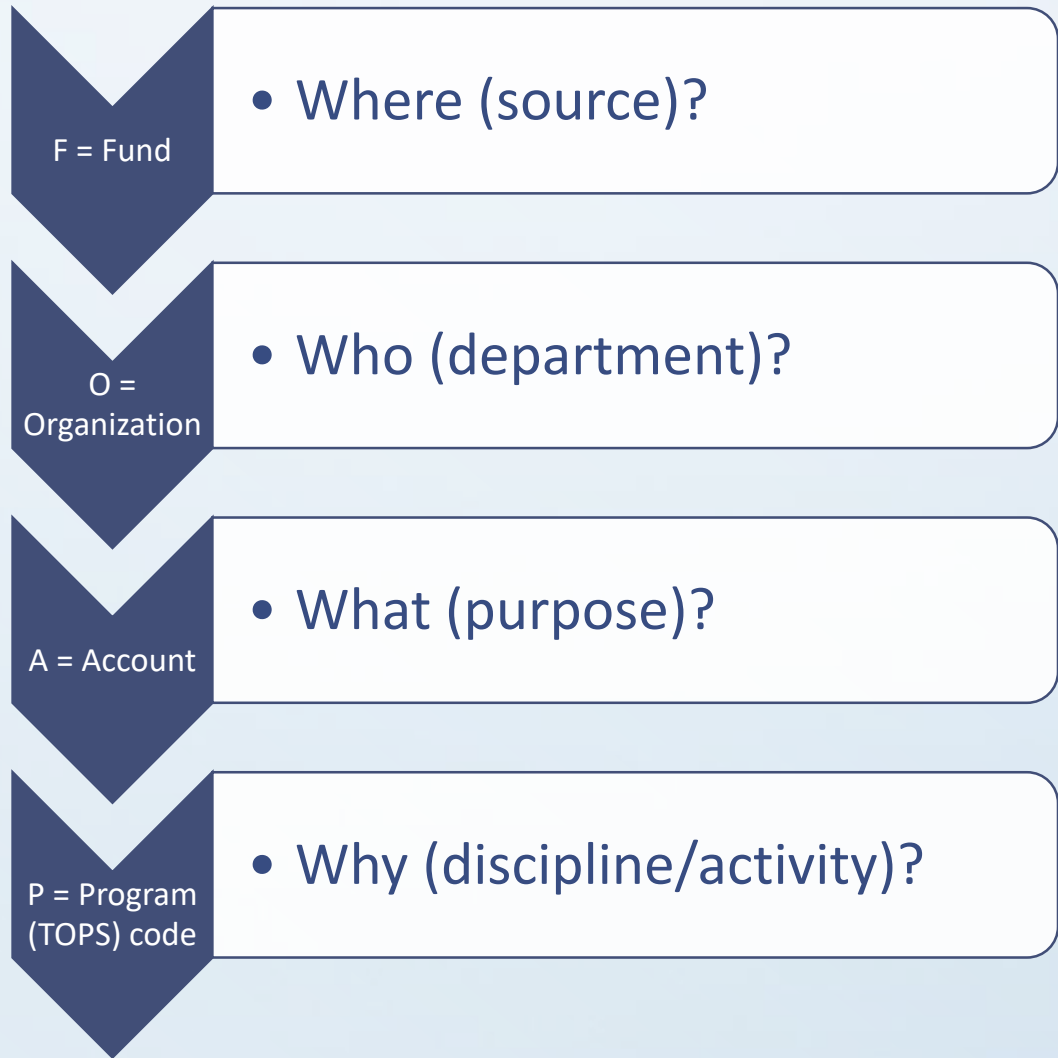 F = Fund
• Where (source)?
O =
Organization
• Who (department)?
A = Account
• What (purpose)?
P = Program
(TOPS) code
• Why (discipline/activity)?